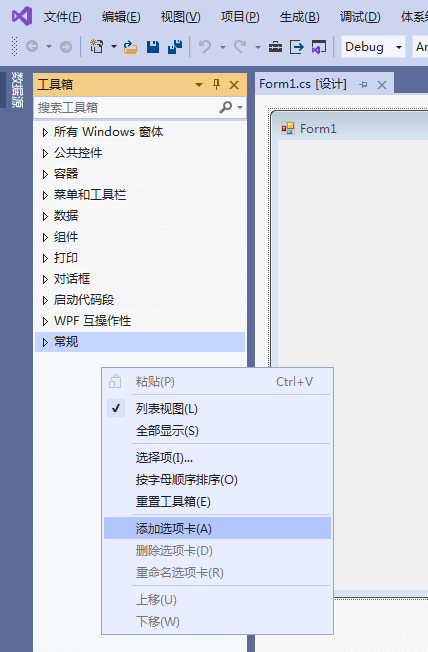 文件(F) 编辑(E) 视图(V) 项目(P) 生成(B) 调试(D) 体系
Debug An
数据源
工具箱
Form1.cs [设计]
搜索工具箱
Form1
所有 Windows 窗体
公共控件
容器
菜单和工具栏
数据
组件
打印
对话框
启动代码段
WPF 互操作性
常规
粘贴(P) Ctrl+V
列表视图(L)
全部显示(S)
选择项(I)...
按字母顺序排序(O)
重置工具箱(E)
添加选项卡(A)
删除选项卡(D)
重命名选项卡(R)
上移(U)
下移(W)